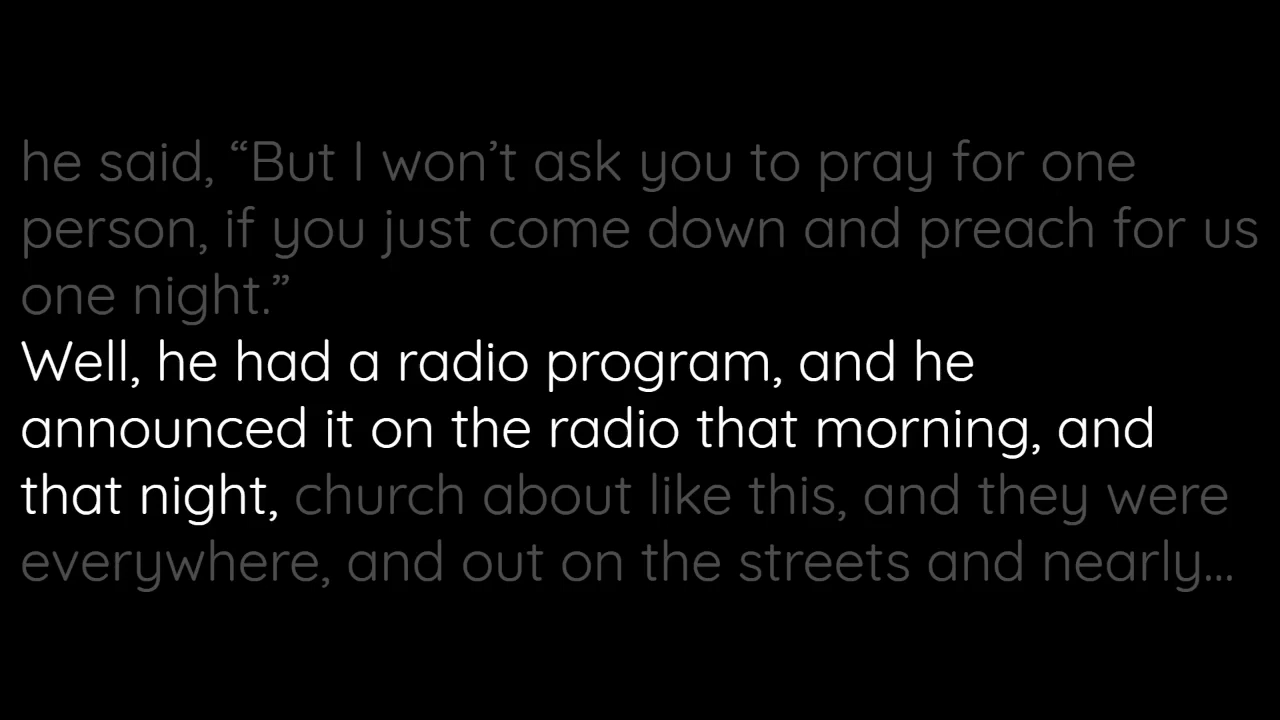 he said, “But I won’t ask you to pray for one
person, if you just come down and preach for us
one night.”
Well, he had a radio program, and he
announced it on the radio that morning, and
that night, church about like this, and they were
everywhere, and out on the streets and nearly...